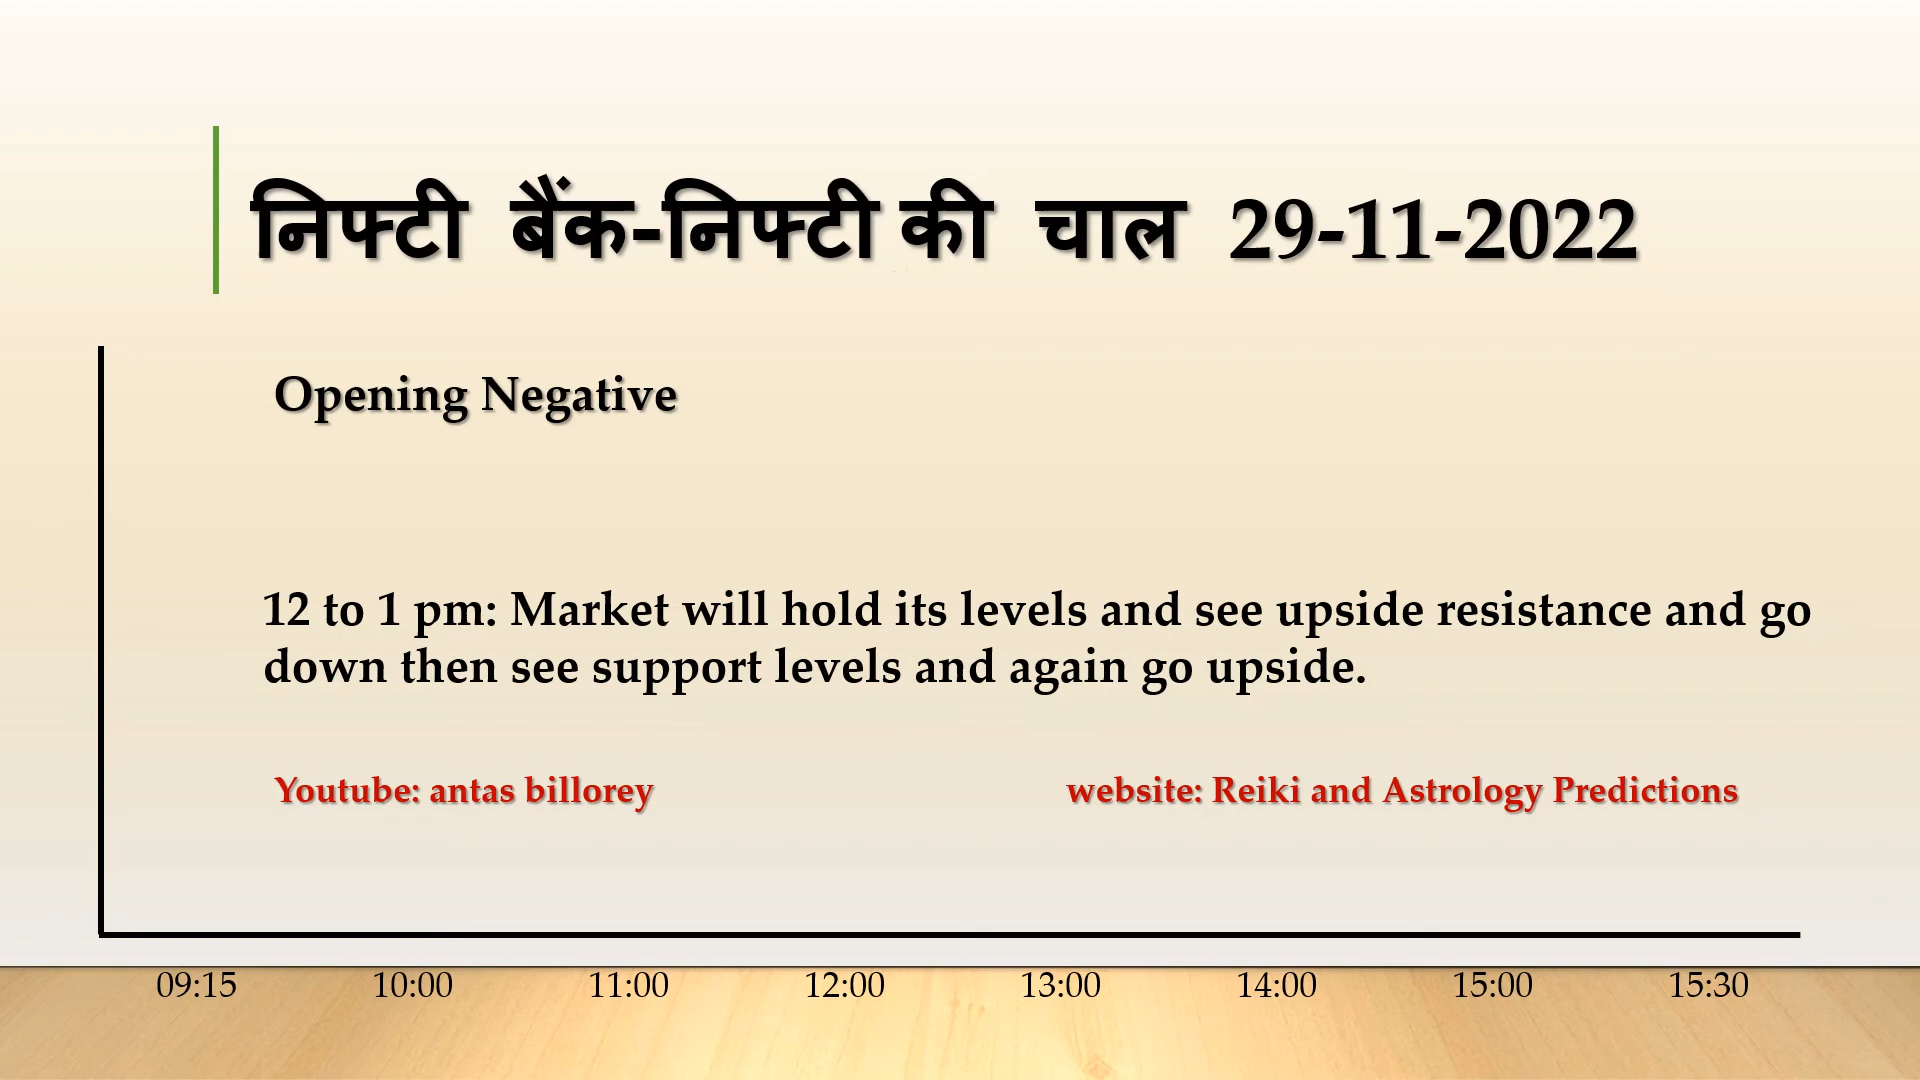 निफ्टी बैंक-निफ्टी की चाल 29-11-2022
Opening Negative
12 to 1 pm: Market will hold its levels and see upside resistance and go
down then see support levels and again go upside.
Youtube: antas billorey website: Reiki and Astrology Predictions
09:15 10:00 11:00 12:00 13:00 14:00 15:00 15:30